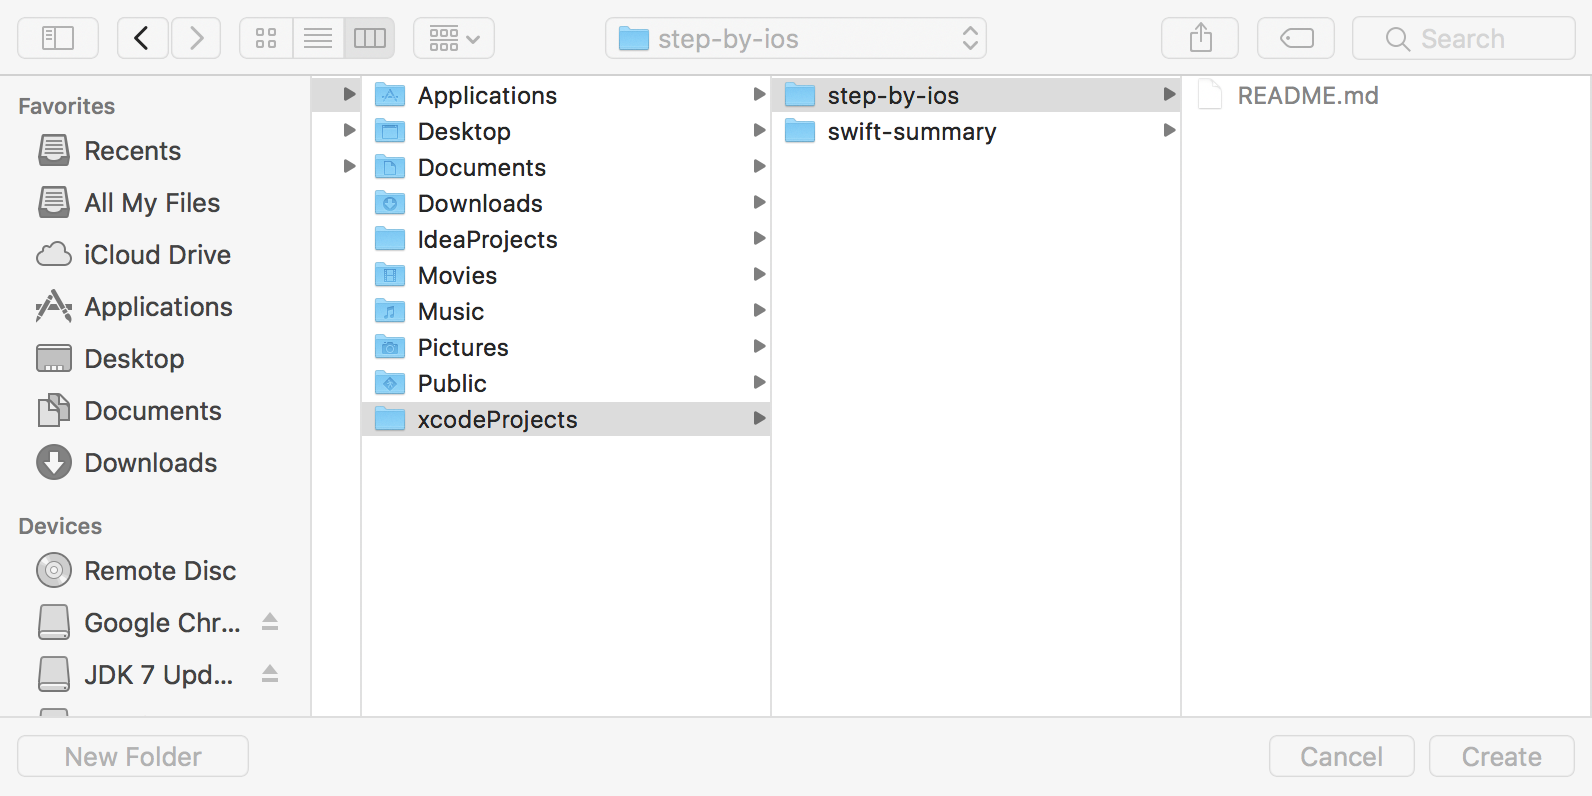 step-by-ios
Search
Favorites
Recents
All My Files
iCloud Drive
Applications
Desktop
Documents
Downloads
Devices
Remote Disc
Google Chr...
JDK 7 Upd...
Applications
Desktop
Documents
Downloads
IdeaProjects
Movies
Music
Pictures
Public
xcodeProjects
step-by-ios
swift-summary
README.md
New Folder
Cancel
Create